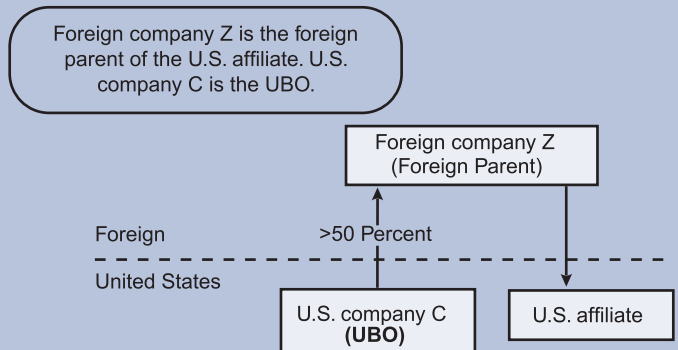 Foreign company Z is the foreign
parent of the U.S. affiliate. U.S.
company C is the UBO.
Foreign company Z
(Foreign Parent)
Foreign
>50 Percent
United States
U.S. company C
(UBO)
U.S. affiliate